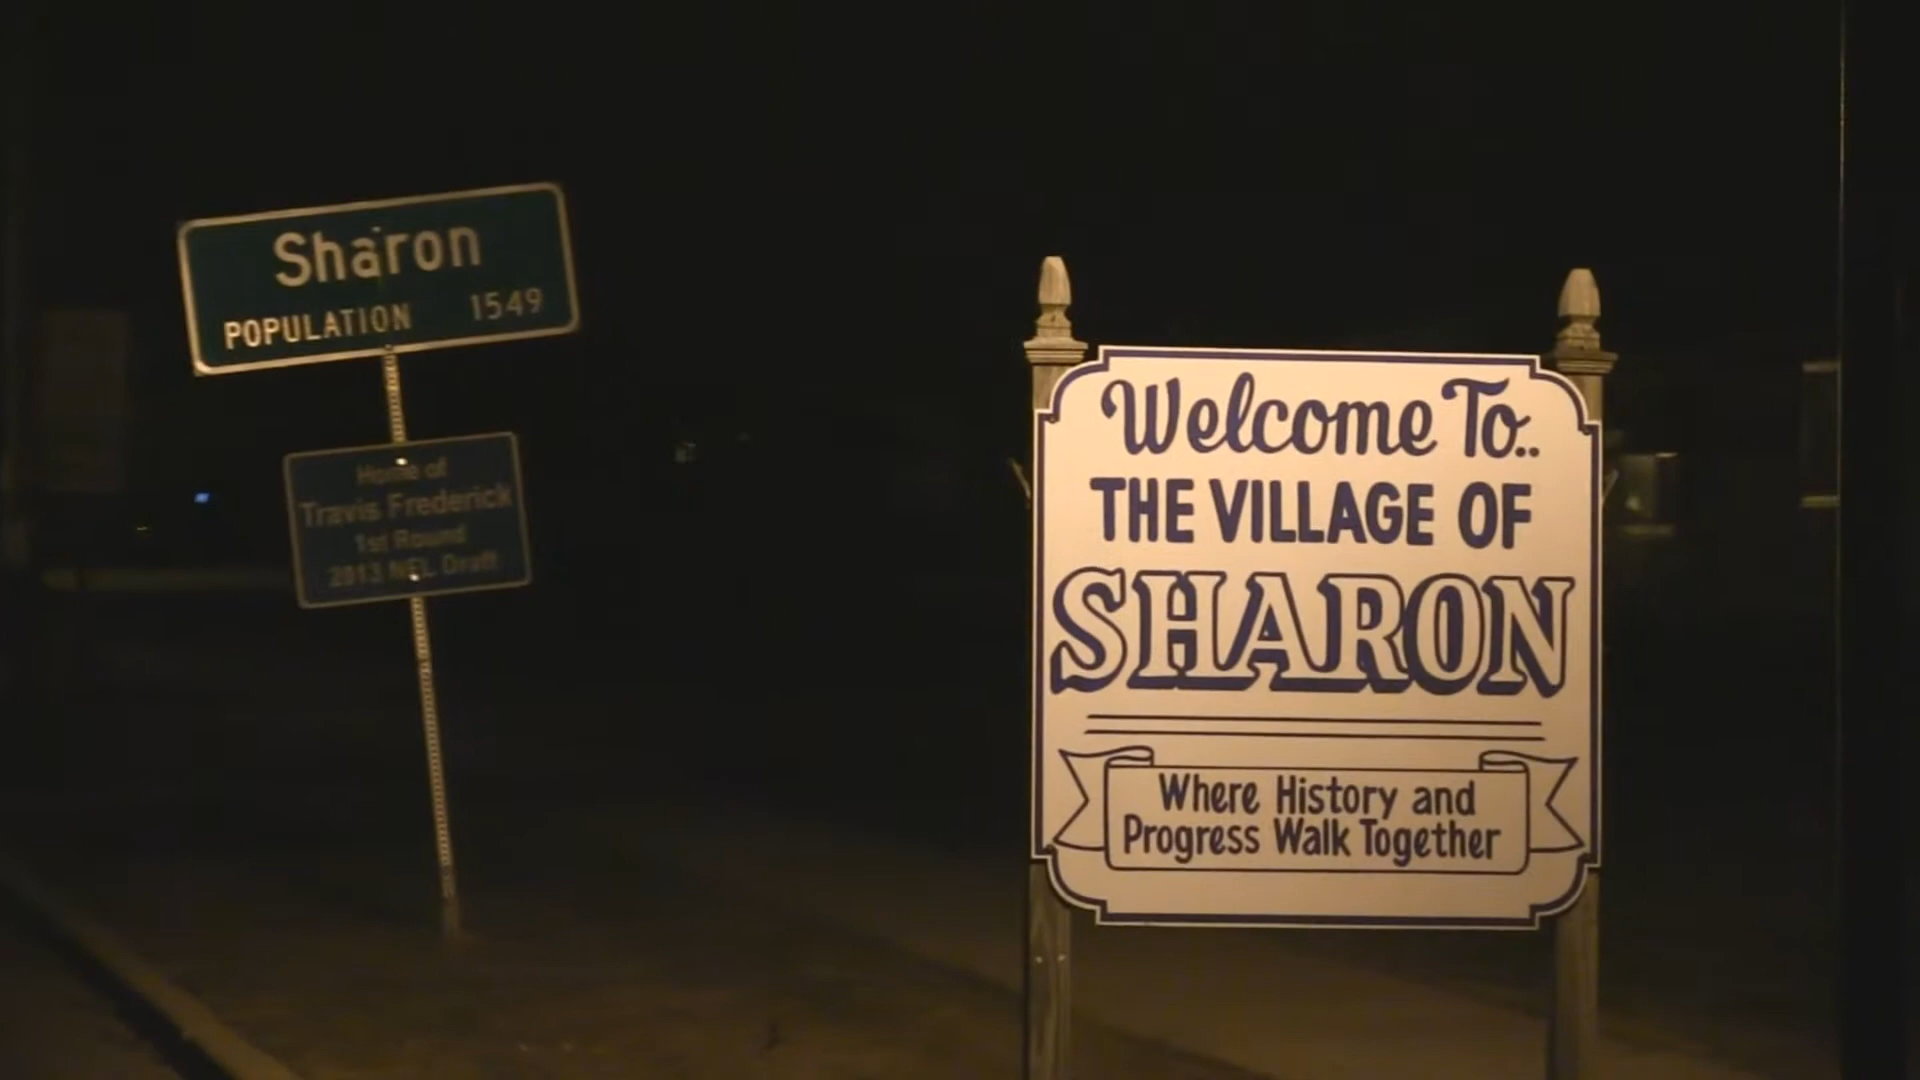 Sharon
POPULATION 1549
Home of
Travis Frederick
1st Round
2013 NFL Draft
Welcome To..
THE VILLAGE OF
SHARON
Where History and
Progress Walk Together